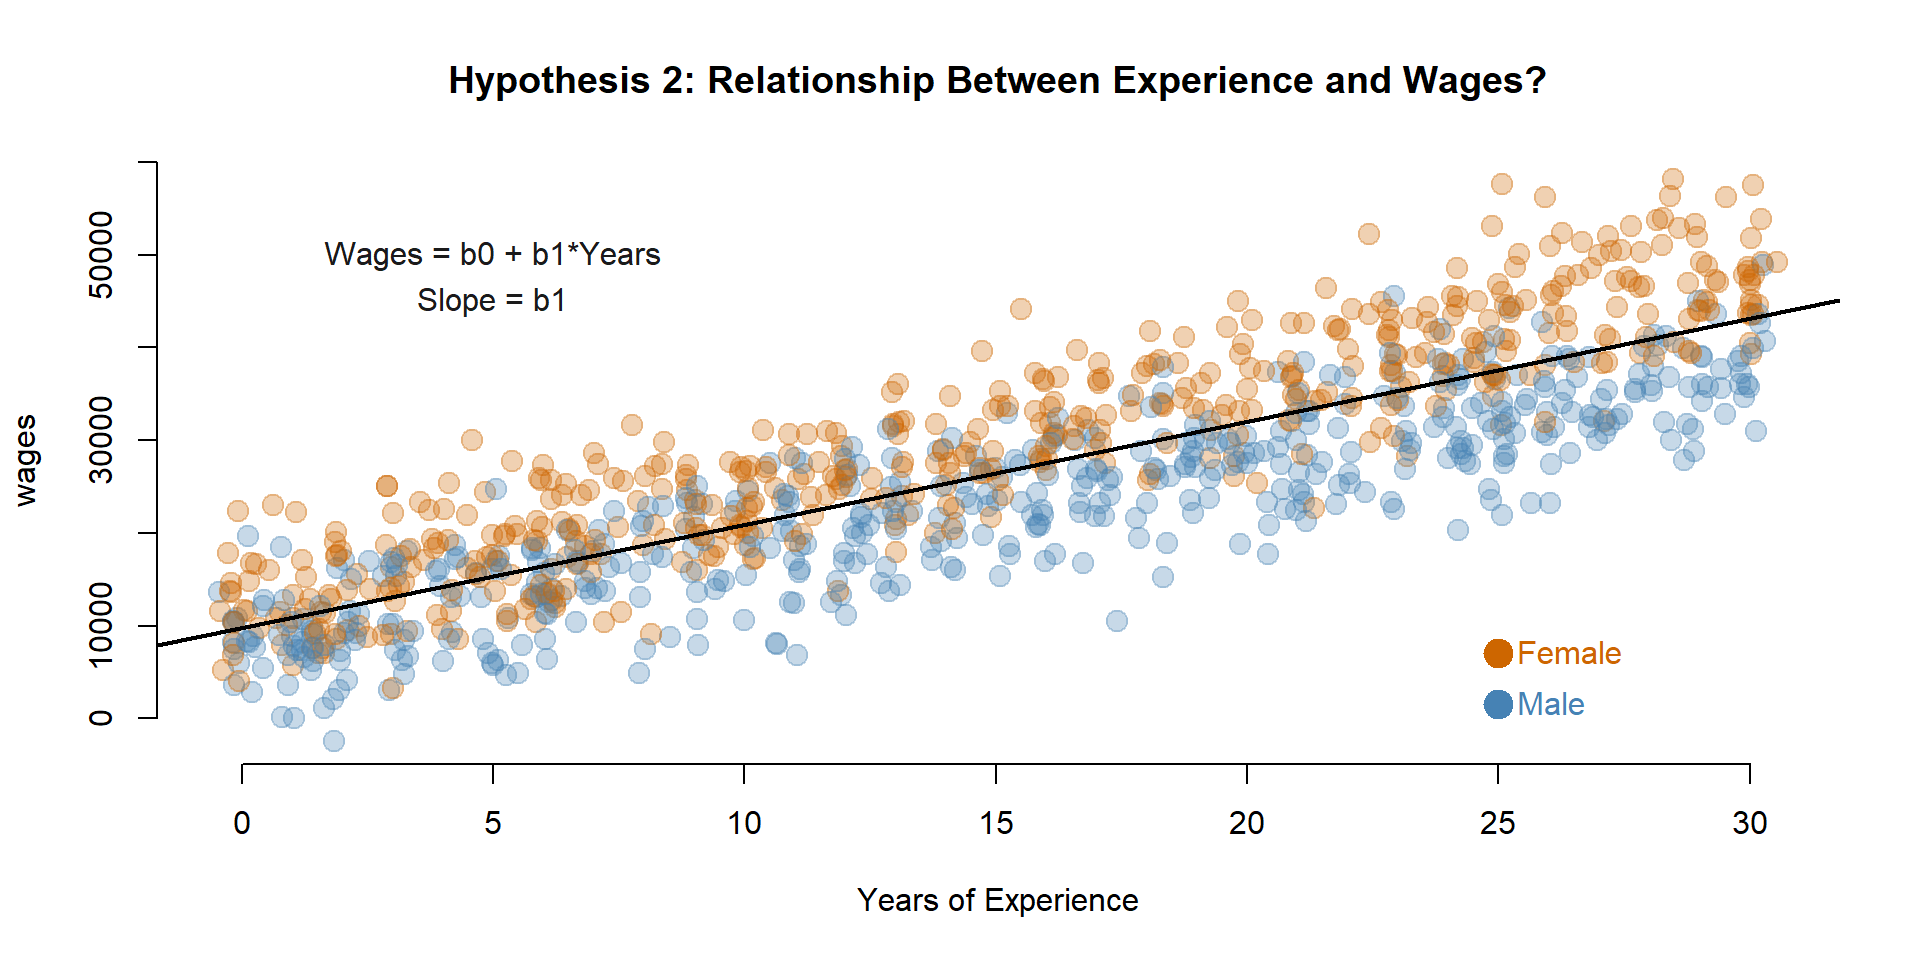 Hypothesis 2: Relationship Between Experience and Wages?
Wages = b0 + b1*Years
Slope = b1
wages
50000
30000
10000
0
Female
Male
0 5 10 15 20 25 30
Years of Experience